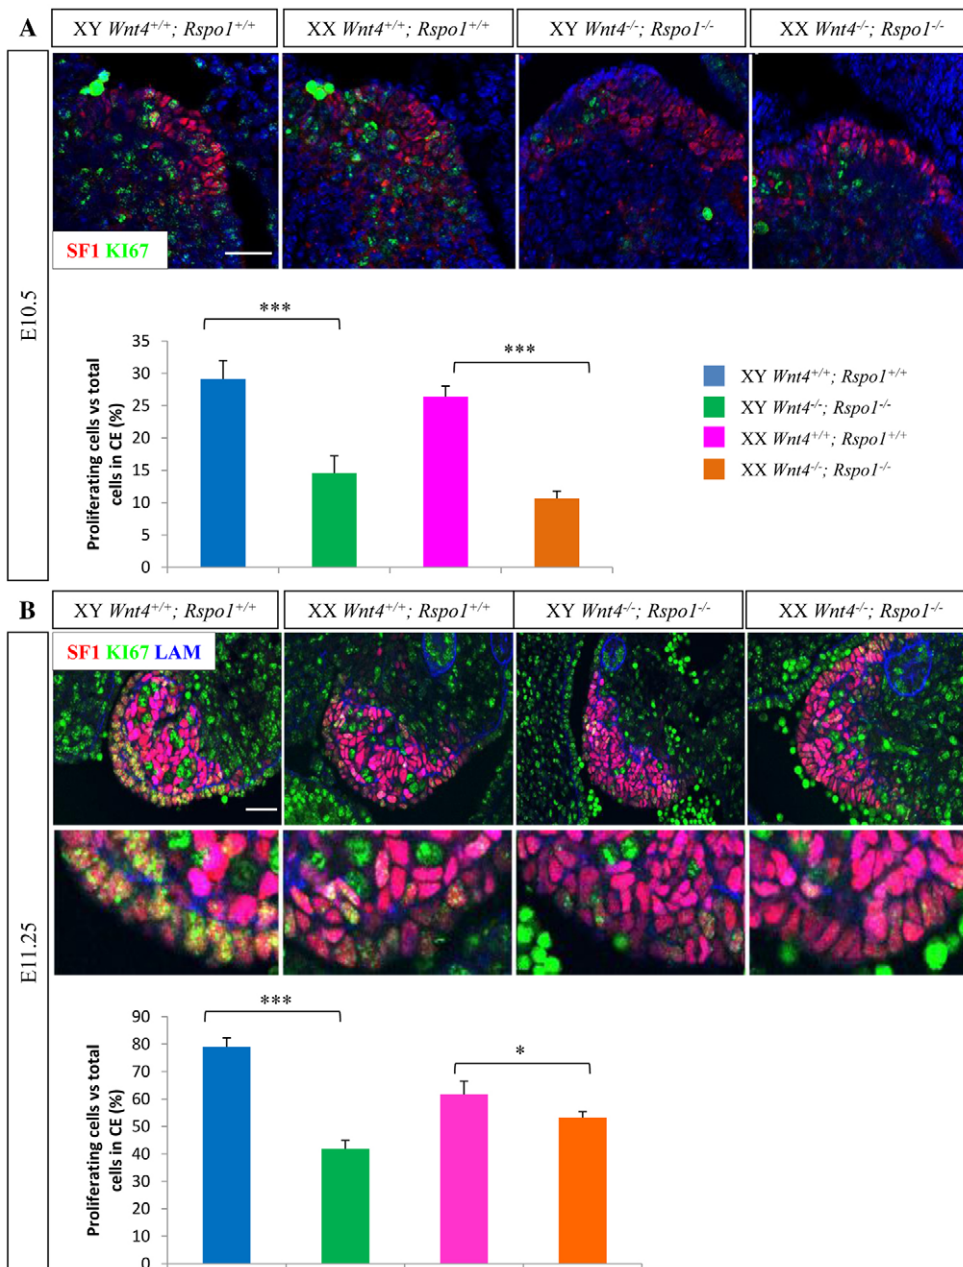 A
XY Wnt4+/+; Rspo1+/+
XX Wnt4+/+; Rspo1+/+
XY Wnt4-/-; Rspo1-/-
XX Wnt4-/-; Rspo1-/-
SF1 KI67
E10.5
***
***
Proliferating cells vs total
cells in CE (%)
35
30
25
20
15
10
5
0
XY Wnt4+/+; Rspo1+/+
XY Wnt4-/-; Rspo1-/-
XX Wnt4+/+; Rspo1+/+
XX Wnt4-/-; Rspo1-/-
B
XY Wnt4+/+; Rspo1+/+
XX Wnt4+/+; Rspo1+/+
XY Wnt4-/-; Rspo1-/-
XX Wnt4-/-; Rspo1-/-
SF1 KI67 LAM
E11.25
***
*
Proliferating cells vs total
cells in CE (%)
90
80
70
60
50
40
30
20
10
0